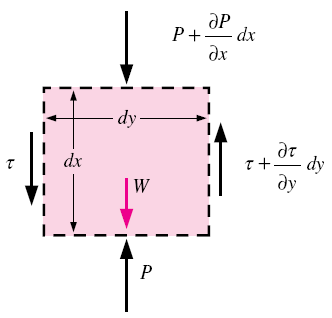 P + ∂P/∂x dx
dy
τ
dx
τ + ∂τ/∂y dy
W
P